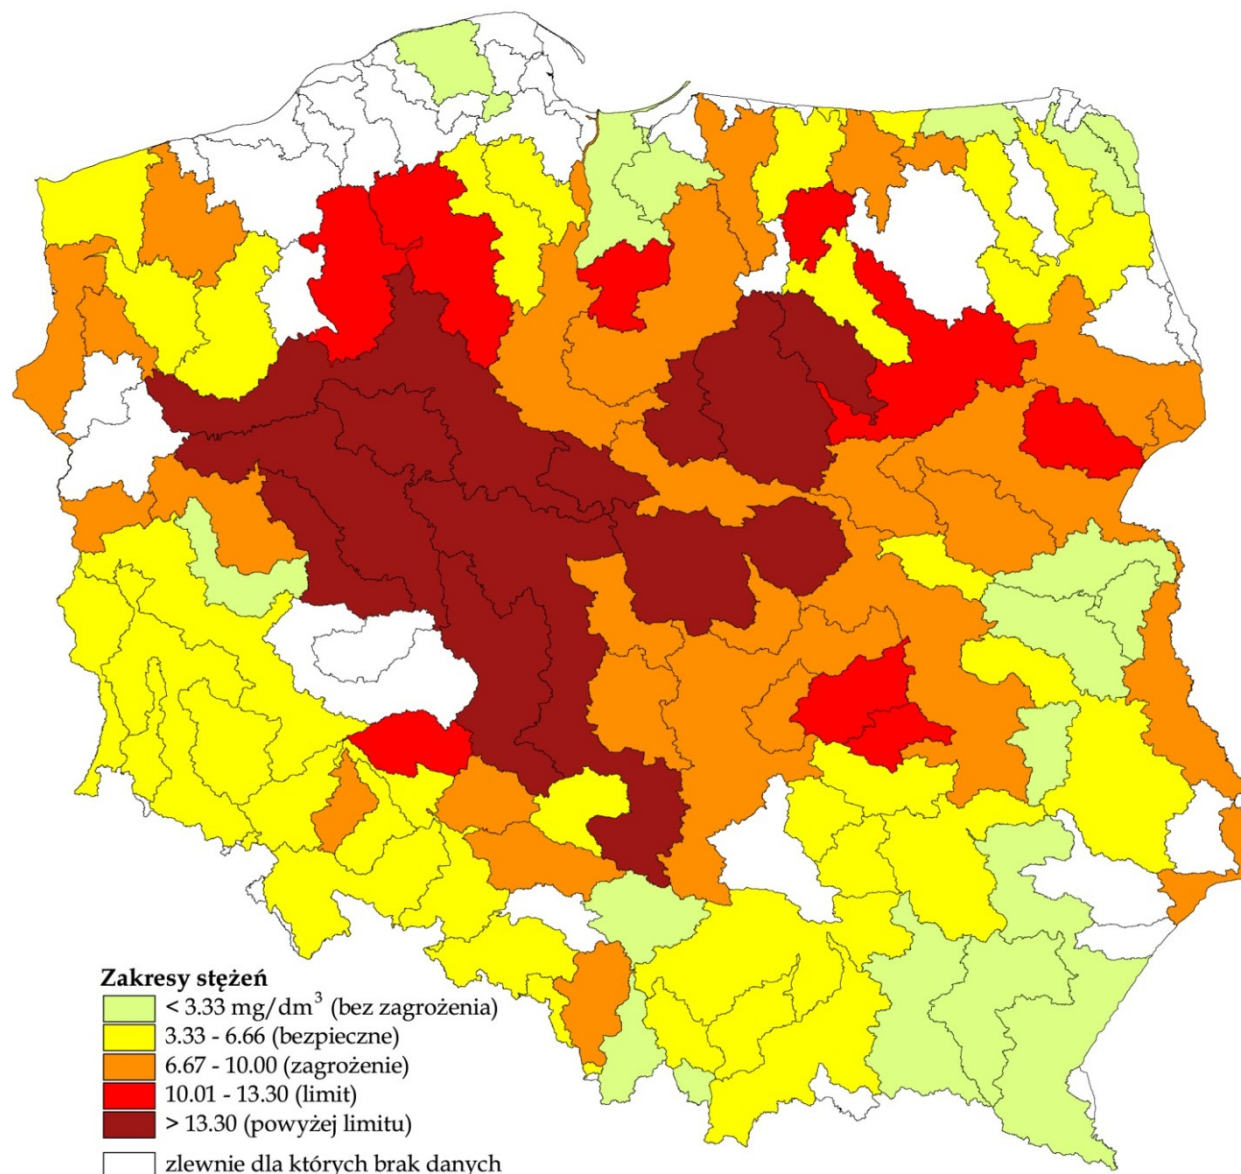 Zakresy stężeń
< 3.33 mg/dm³ (bez zagrożenia)
3.33 - 6.66 (bezpieczne)
6.67 - 10.00 (zagrożenie)
10.01 - 13.30 (limit)
> 13.30 (powyżej limitu)
zlewnie dla których brak danych